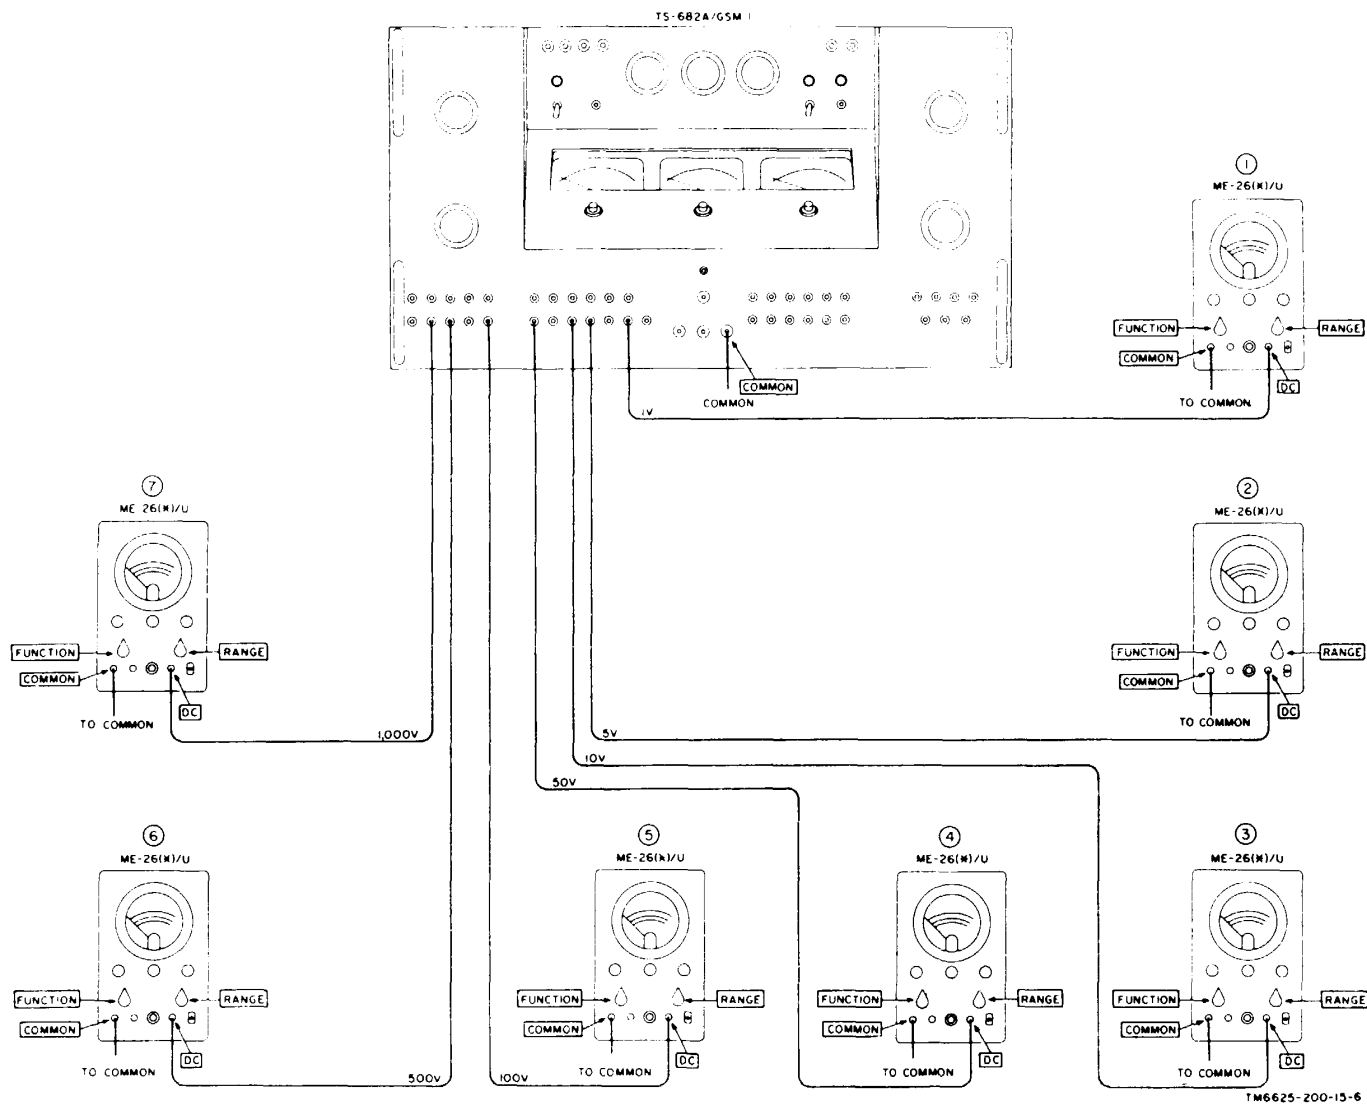 TS-682A/GSM 1
COMMON
COMMON
1V
1
ME-26(*)/U
FUNCTION
RANGE
COMMON
DC
TO COMMON
7
ME 26(*)/U
FUNCTION
RANGE
COMMON
DC
TO COMMON
1,000V
2
ME-26(*)/U
FUNCTION
RANGE
COMMON
DC
TO COMMON
5V
10V
50V
6
ME-26(*)/U
FUNCTION
RANGE
COMMON
DC
TO COMMON
500V
5
ME-26(*)/U
FUNCTION
RANGE
COMMON
DC
TO COMMON
100V
4
ME-26(*)/U
FUNCTION
RANGE
COMMON
DC
TO COMMON
3
ME-26(*)/U
FUNCTION
RANGE
COMMON
DC
TO COMMON
TM6625-200-15-6